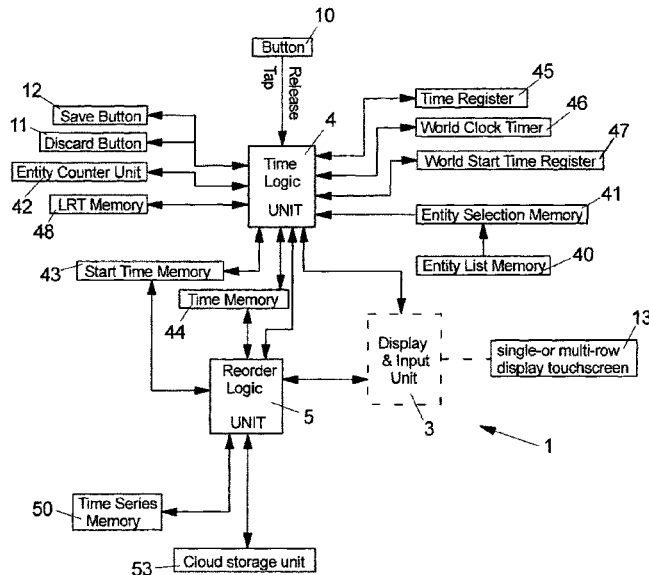 10
Button
Release
Tap
12
Save Button
11
Discard Button
Entity Counter Unit
42
LRT Memory
48
4
Time
Logic
UNIT
45
Time Register
46
World Clock Timer
47
World Start Time Register
41
Entity Selection Memory
Entity List Memory
40
43
Start Time Memory
Time Memory
44
Display
& Input
Unit
3
13
single-or multi-row
display touchscreen
Reorder
Logic
5
UNIT
1
Time Series
Memory
50
Cloud storage unit
53